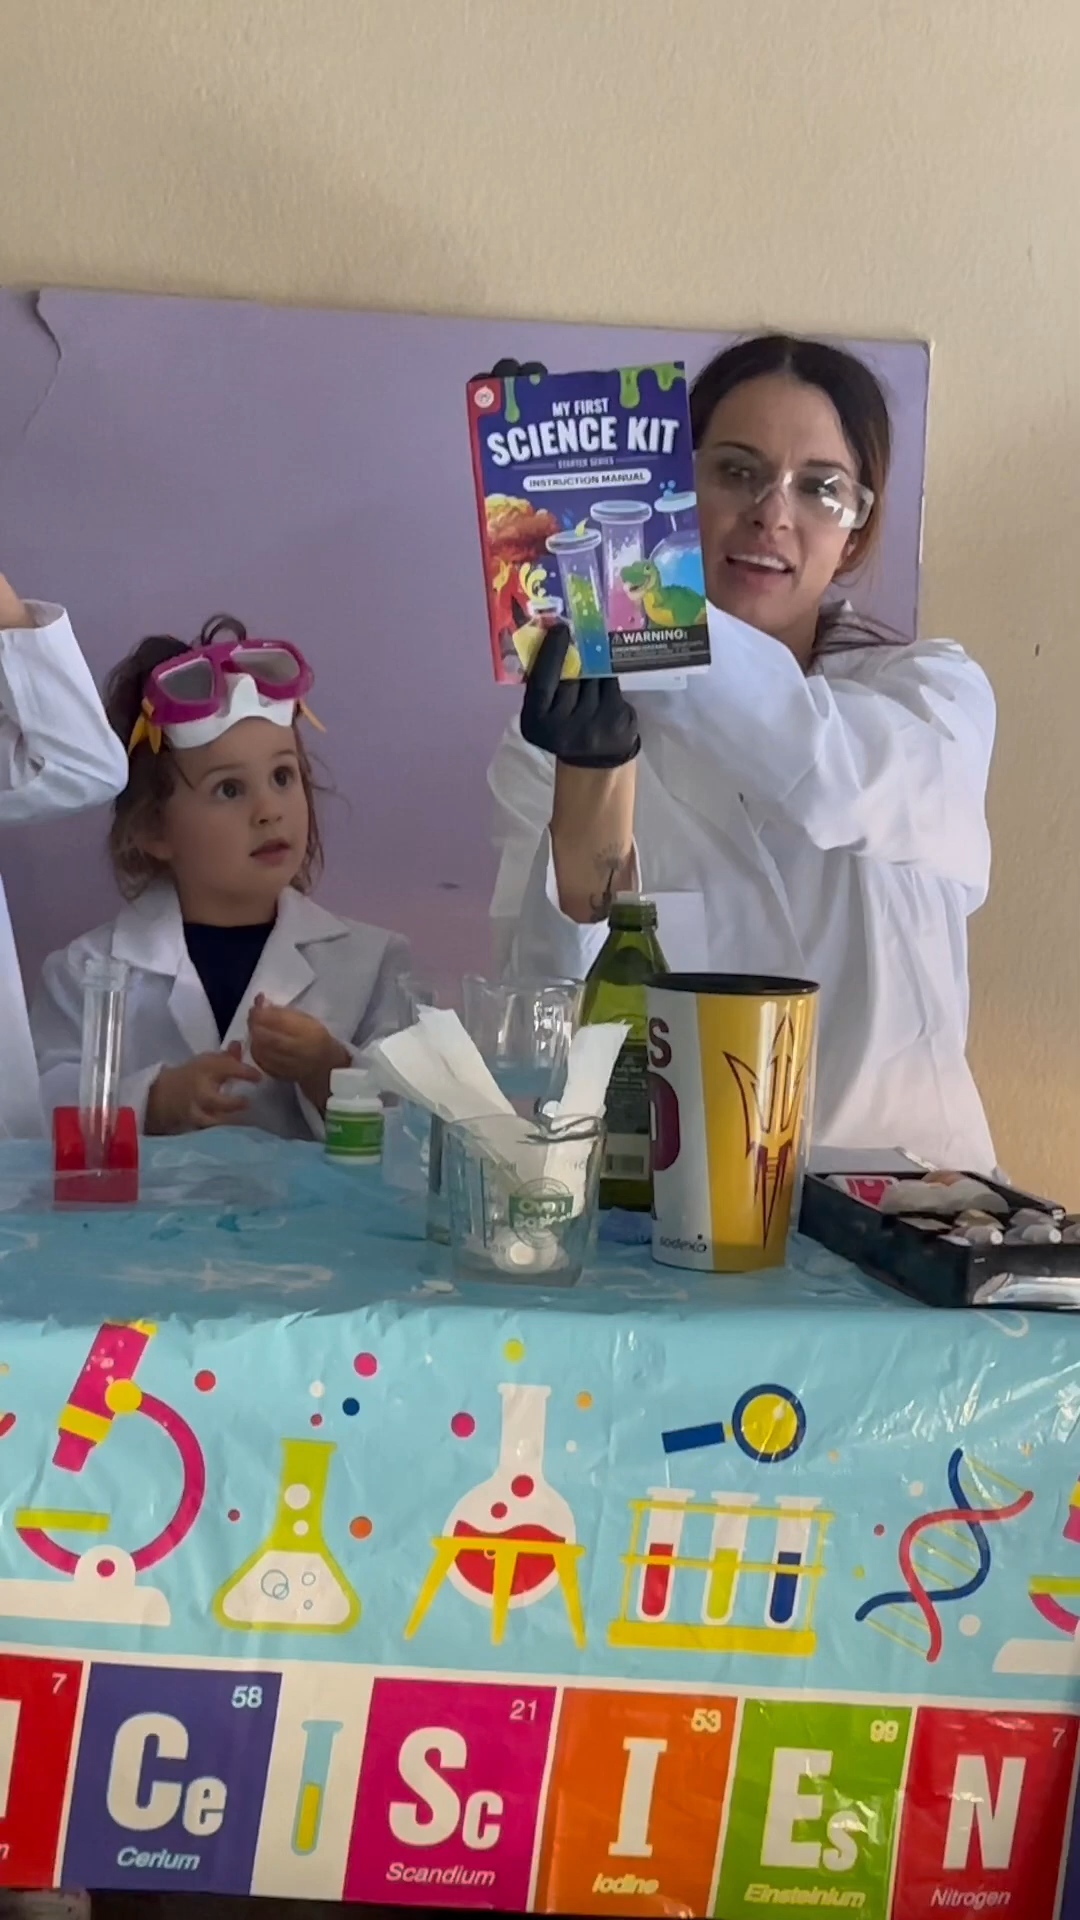 MY FIRST
SCIENCE KIT
STARTER SERIES
INSTRUCTION MANUAL
⚠WARNING:
S
sodexo
7
58
Ce
Cerium
21
Sc
Scandium
53
I
Iodine
99
Es
Einsteinium
7
N
Nitrogen